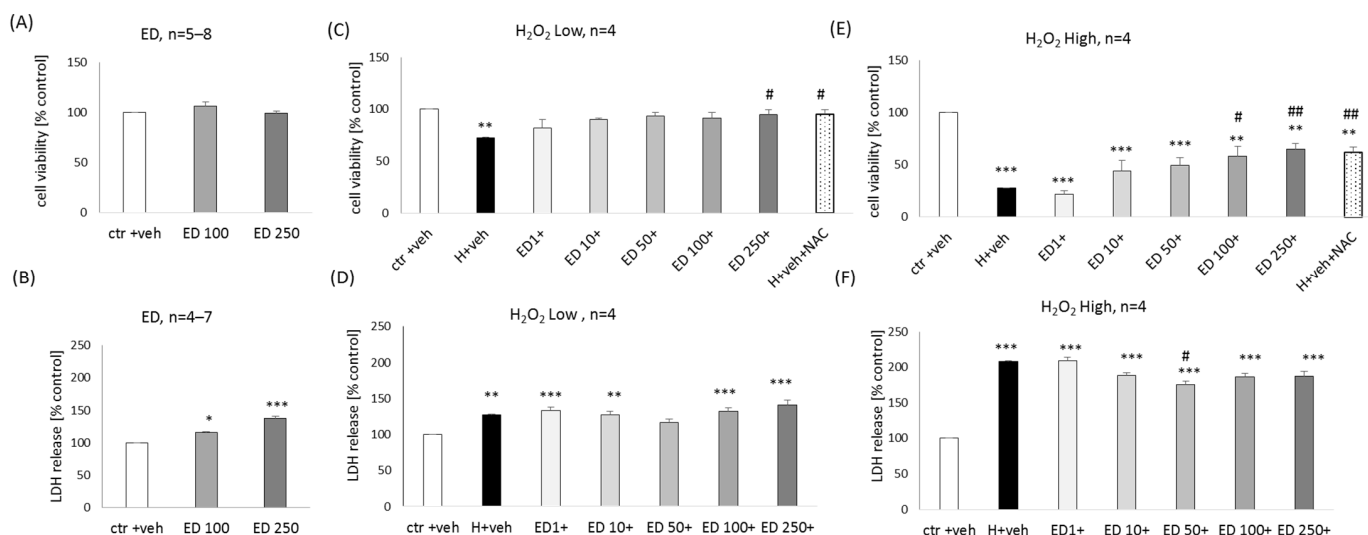 (A)
ED, n=5–8
cell viability [% control]
150
100
50
0
ctr +veh ED 100 ED 250
(B)
ED, n=4–7
LDH release [% control]
250
200
150
100
50
0
* ***
ctr +veh ED 100 ED 250
(C)
H2O2 Low, n=4
cell viability [% control]
150
100
50
0
# #
**
ctr +veh H+veh ED1+ ED 10+ ED 50+ ED 100+ ED 250+ H+veh+NAC
(D)
H2O2 Low , n=4
LDH release [% control]
250
200
150
100
50
0
** *** ** *** ***
ctr +veh H+veh ED1+ ED 10+ ED 50+ ED 100+ ED 250+
(E)
H2O2 High, n=4
cell viability [% control]
150
100
50
0
# ## ##
*** *** *** *** ** ** **
ctr +veh H+veh ED1+ ED 10+ ED 50+ ED 100+ ED 250+ H+veh+NAC
(F)
H2O2 High, n=4
LDH release [% control]
250
200
150
100
50
0
#
*** *** *** *** *** ***
ctr +veh H+veh ED1+ ED 10+ ED 50+ ED 100+ ED 250+